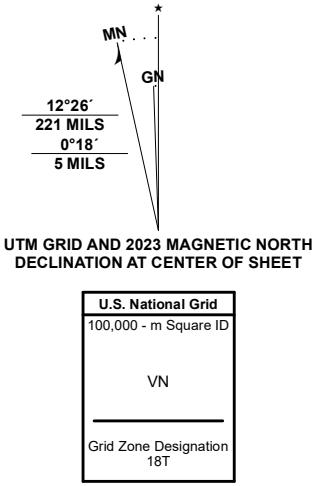 ★
MN
GN
12°26´
221 MILS
0°18´
5 MILS
UTM GRID AND 2023 MAGNETIC NORTH
DECLINATION AT CENTER OF SHEET
U.S. National Grid
100,000 - m Square ID
VN
Grid Zone Designation
18T